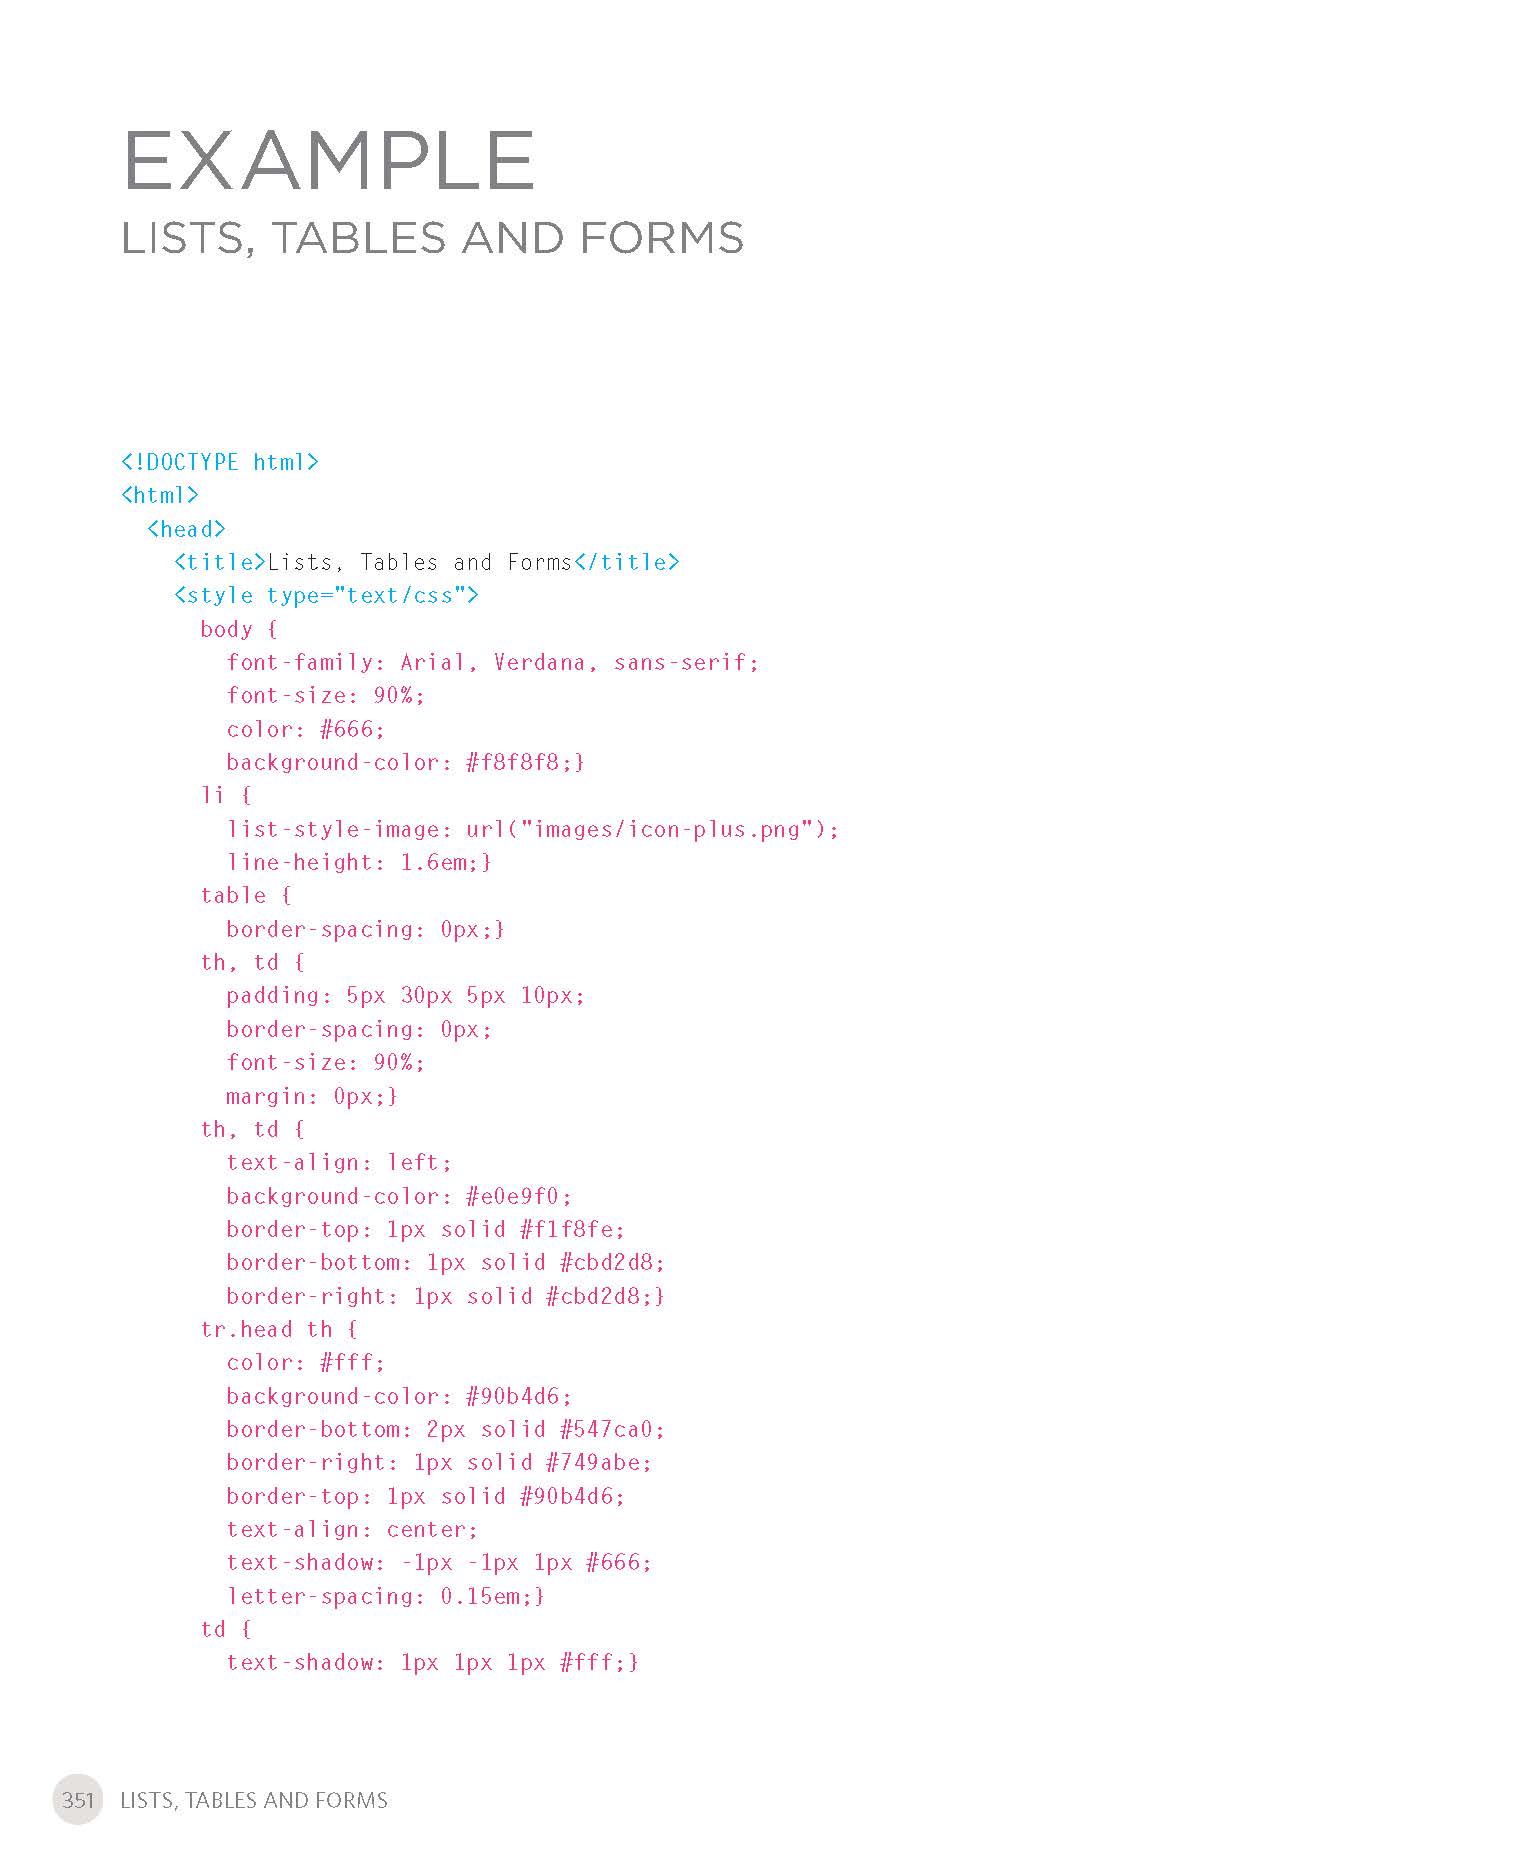 EXAMPLE
LISTS, TABLES AND FORMS
<!DOCTYPE html>
<html>
  <head>
    <title>Lists, Tables and Forms</title>
    <style type="text/css">
      body {
        font-family: Arial, Verdana, sans-serif;
        font-size: 90%;
        color: #666;
        background-color: #f8f8f8;}
      li {
        list-style-image: url("images/icon-plus.png");
        line-height: 1.6em;}
      table {
        border-spacing: 0px;}
      th, td {
        padding: 5px 30px 5px 10px;
        border-spacing: 0px;
        font-size: 90%;
        margin: 0px;}
      th, td {
        text-align: left;
        background-color: #e0e9f0;
        border-top: 1px solid #f1f8fe;
        border-bottom: 1px solid #cbd2d8;
        border-right: 1px solid #cbd2d8;}
      tr.head th {
        color: #fff;
        background-color: #90b4d6;
        border-bottom: 2px solid #547ca0;
        border-right: 1px solid #749abe;
        border-top: 1px solid #90b4d6;
        text-align: center;
        text-shadow: -1px -1px 1px #666;
        letter-spacing: 0.15em;}
      td {
        text-shadow: 1px 1px 1px #fff;}
351 LISTS, TABLES AND FORMS